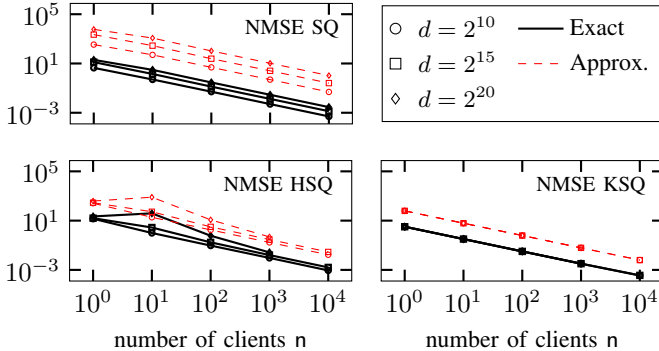 10^5
NMSE SQ
10^1
10^{-3}
d = 2^{10}
Exact
d = 2^{15}
Approx.
d = 2^{20}
10^5
NMSE HSQ
NMSE KSQ
10^1
10^{-3}
10^0 10^1 10^2 10^3 10^4
10^0 10^1 10^2 10^3 10^4
number of clients n
number of clients n